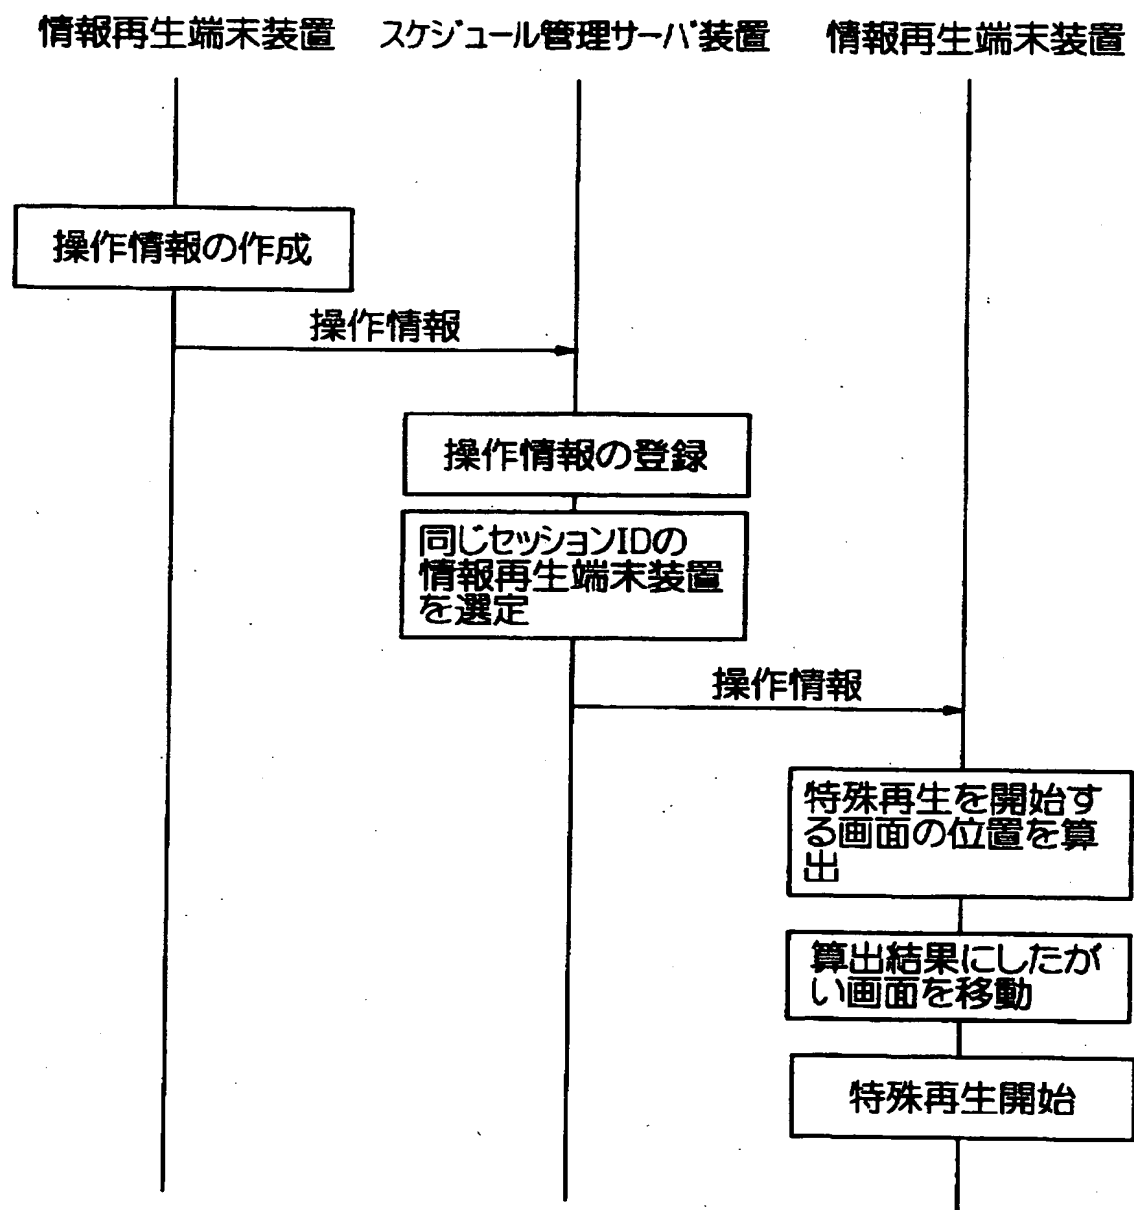 情報再生端末装置
スケジュール管理サーバ装置
情報再生端末装置
操作情報の作成
操作情報
操作情報の登録
同じセッションIDの
情報再生端末装置
を選定
操作情報
特殊再生を開始す
る画面の位置を算
出
算出結果にしたが
い画面を移動
特殊再生開始